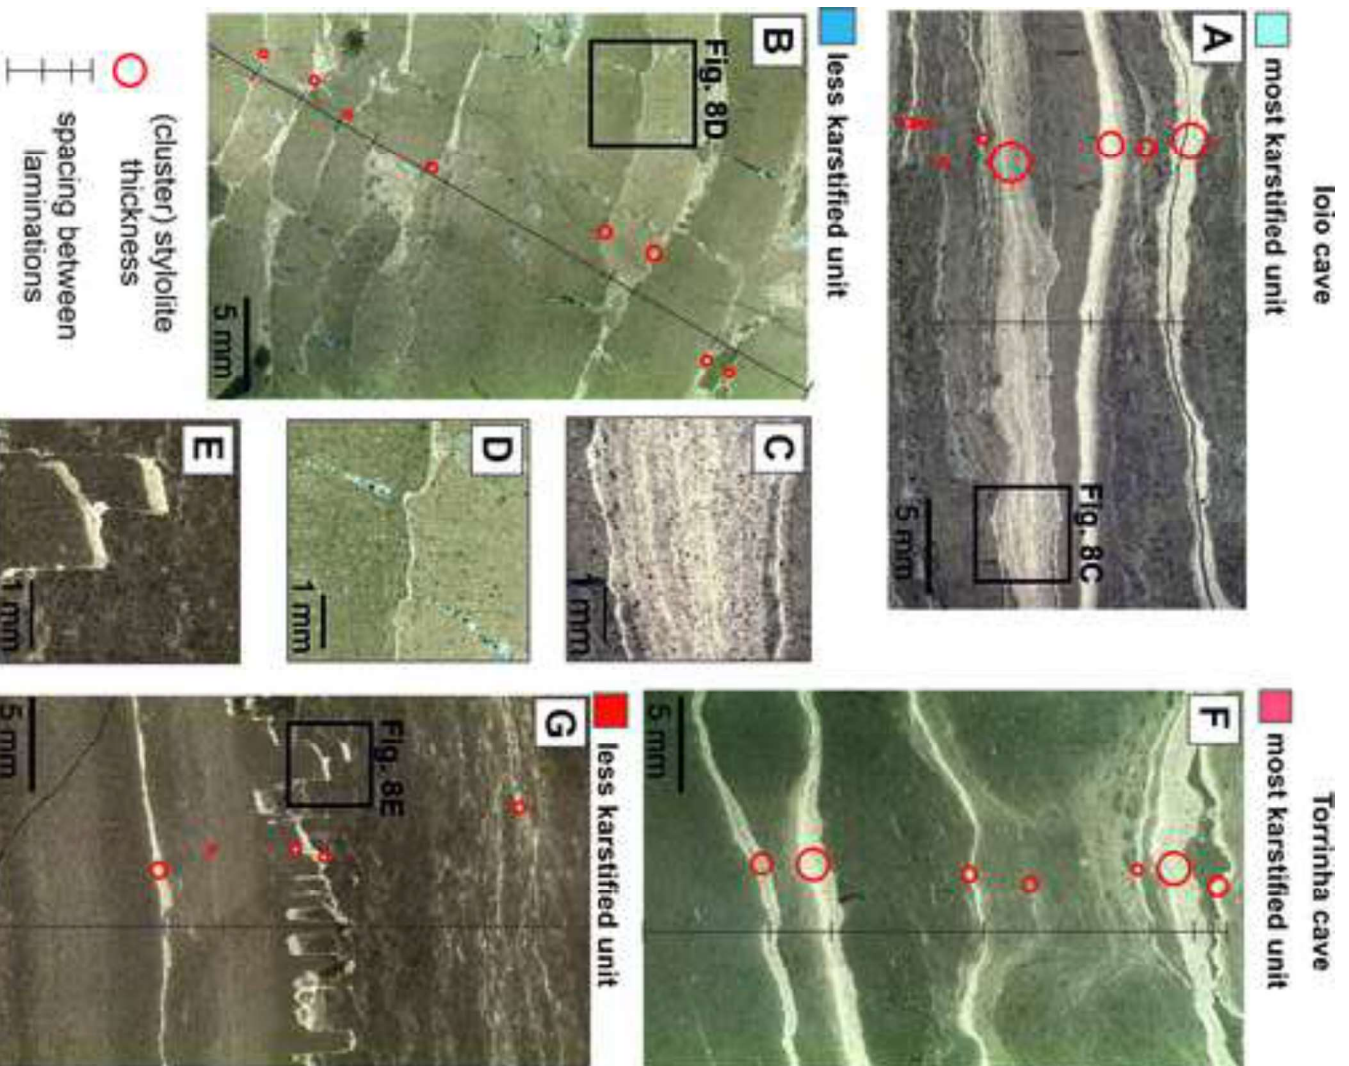 Ioio cave
most karstified unit
A
Fig. 8C
5 mm
less karstified unit
B
Fig. 8D
5 mm
(cluster) stylolite
thickness
spacing between
laminations
C
1 mm
D
1 mm
E
1 mm
Torrinha cave
most karstified unit
F
5 mm
less karstified unit
G
Fig. 8E
5 mm